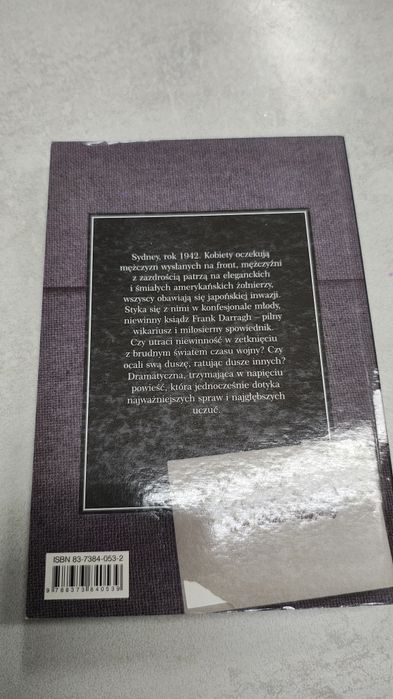 Sydney, rok 1942. Kobiety oczekują
mężczyzn wysłanych na front, mężczyźni
z zazdrością patrzą na eleganckich
i śmiałych amerykańskich żołnierzy,
wszyscy obawiają się japońskiej inwazji.
Styka się z nimi w konfesjonale młody,
niewinny ksiądz Frank Darragh – pilny
wikariusz i miłosierny spowiednik.
Czy utraci niewinność w zetknięciu
z brudnym światem czasu wojny? Czy
ocali swą duszę, ratując dusze innych?
Dramatyczna, trzymająca w napięciu
powieść, która jednocześnie dotyka
najważniejszych spraw i najgłębszych
uczuć.
ISBN 83-7384-053-2
9 788373 840539